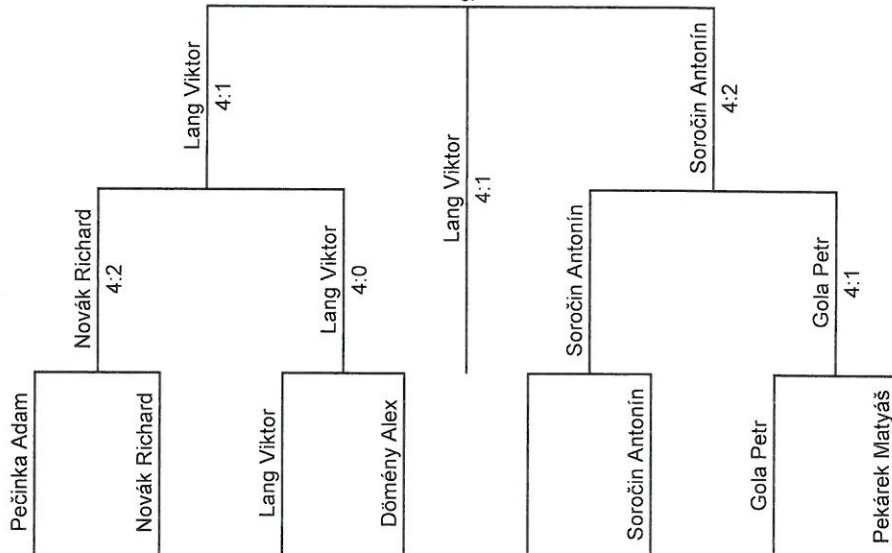 Pečinka Adam
Novák Richard
Lang Viktor
Dömény Alex
Soročin Antonín
Gola Petr
Pekárek Matyáš
Novák Richard
4:2
Lang Viktor
4:0
Soročin Antonín
Gola Petr
4:1
Lang Viktor
4:1
Soročin Antonín
4:2
Lang Viktor
4:1